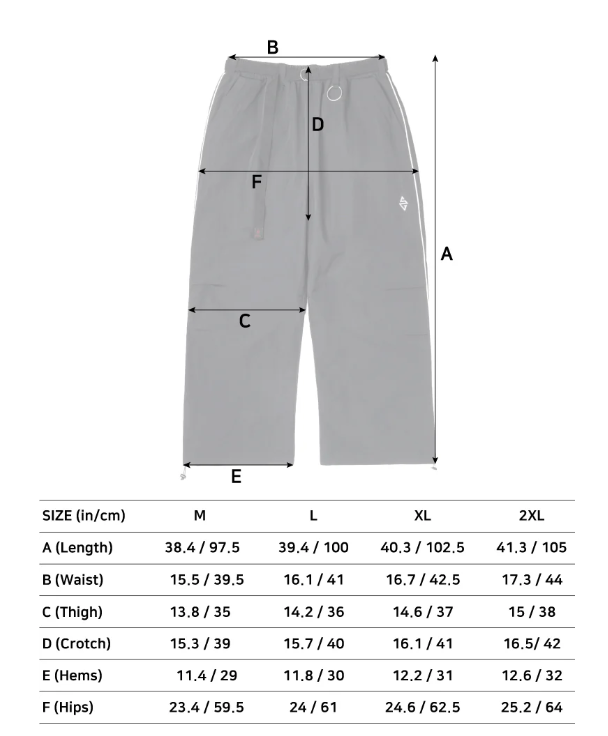 B
D
F
A
C
E
SIZE (in/cm) M L XL 2XL
A (Length) 38.4 / 97.5 39.4 / 100 40.3 / 102.5 41.3 / 105
B (Waist) 15.5 / 39.5 16.1 / 41 16.7 / 42.5 17.3 / 44
C (Thigh) 13.8 / 35 14.2 / 36 14.6 / 37 15 / 38
D (Crotch) 15.3 / 39 15.7 / 40 16.1 / 41 16.5/ 42
E (Hems) 11.4 / 29 11.8 / 30 12.2 / 31 12.6 / 32
F (Hips) 23.4 / 59.5 24 / 61 24.6 / 62.5 25.2 / 64